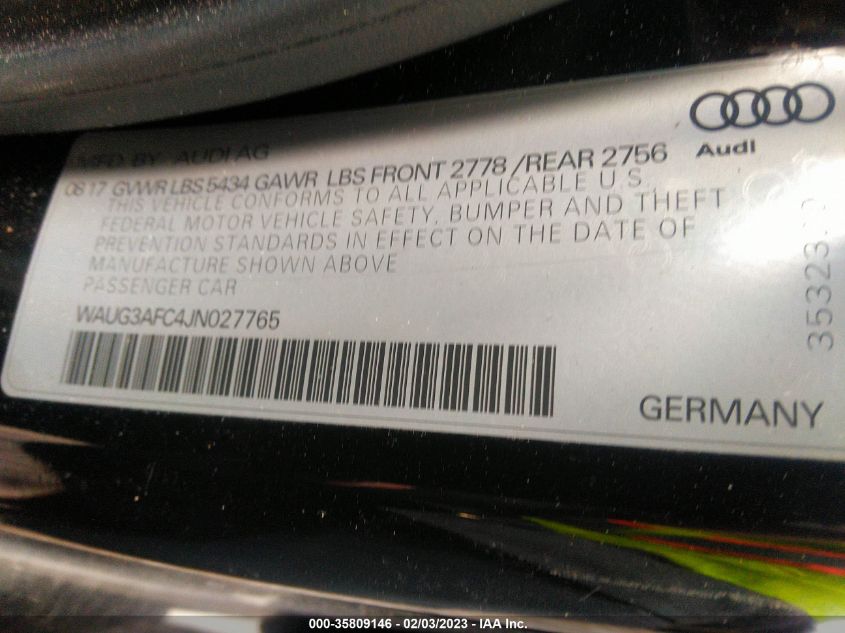 MFD BY AUDI AG
08 17 GVWR LBS 5434 GAWR LBS FRONT 2778 / REAR 2756
THIS VEHICLE CONFORMS TO ALL APPLICABLE U.S.
FEDERAL MOTOR VEHICLE SAFETY, BUMPER AND THEFT
PREVENTION STANDARDS IN EFFECT ON THE DATE OF
MANUFACTURE SHOWN ABOVE
PASSENGER CAR
WAUG3AFC4JN027765
Audi
GERMANY
000-35809146 - 02/03/2023 - IAA Inc.